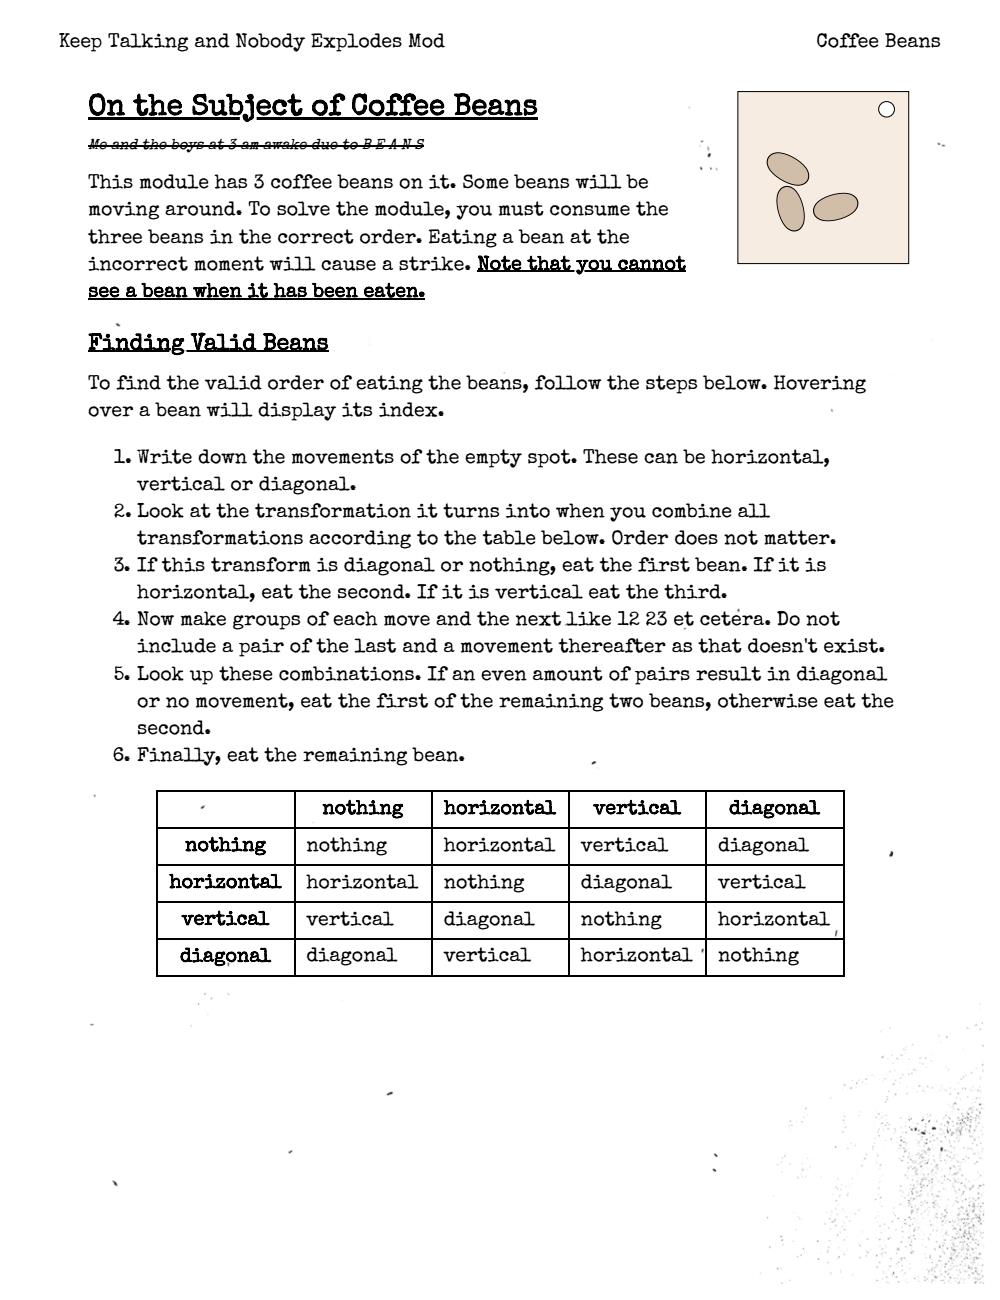 Keep Talking and Nobody Explodes Mod
Coffee Beans
On the Subject of Coffee Beans
Me and the boys at 3 am awake due to B E A N S
This module has 3 coffee beans on it. Some beans will be
moving around. To solve the module, you must consume the
three beans in the correct order. Eating a bean at the
incorrect moment will cause a strike. Note that you cannot
see a bean when it has been eaten.
Finding Valid Beans
To find the valid order of eating the beans, follow the steps below. Hovering
over a bean will display its index.
1. Write down the movements of the empty spot. These can be horizontal,
vertical or diagonal.
2. Look at the transformation it turns into when you combine all
transformations according to the table below. Order does not matter.
3. If this transform is diagonal or nothing, eat the first bean. If it is
horizontal, eat the second. If it is vertical eat the third.
4. Now make groups of each move and the next like 12 23 et cetera. Do not
include a pair of the last and a movement thereafter as that doesn't exist.
5. Look up these combinations. If an even amount of pairs result in diagonal
or no movement, eat the first of the remaining two beans, otherwise eat the
second.
6. Finally, eat the remaining bean.
nothing horizontal vertical diagonal
nothing nothing horizontal vertical diagonal
horizontal horizontal nothing diagonal vertical
vertical vertical diagonal nothing horizontal
diagonal diagonal vertical horizontal nothing